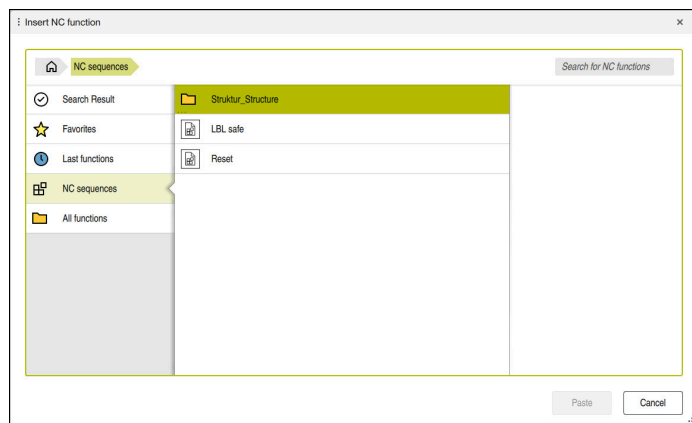 Insert NC function
NC sequences
Search for NC functions
Search Result
Struktur_Structure
Favorites
LBL safe
Last functions
Reset
NC sequences
All functions
Paste
Cancel